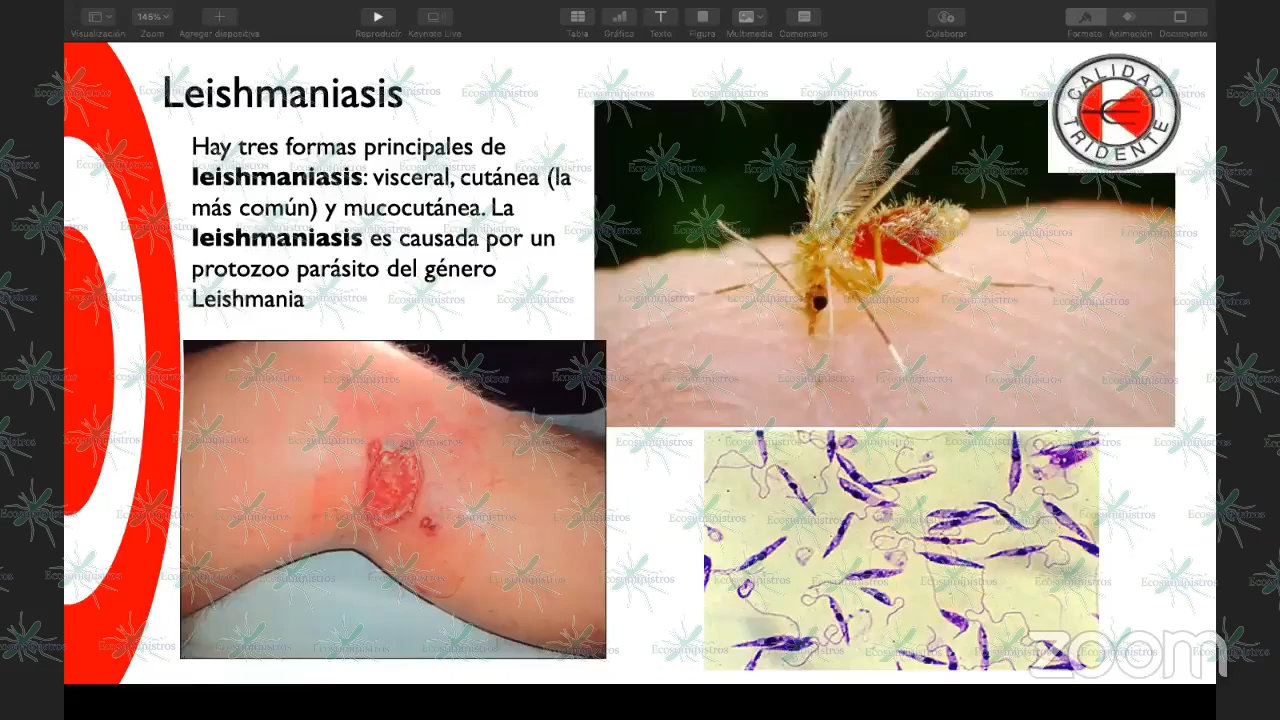 145%
Visualización
Zoom
Agregar diapositiva
Reproducir
Keynote Live
Tabla
Gráfico
Texto
Figura
Multimedia
Comentario
Colaborar
Formato
Animación
Documento
Leishmaniasis
CALIDAD
TRIDENTE
Hay tres formas principales de
leishmaniasis: visceral, cutánea (la
más común) y mucocutánea. La
leishmaniasis es causada por un
protozoo parásito del género
Leishmania
Ecosuministros
zoom